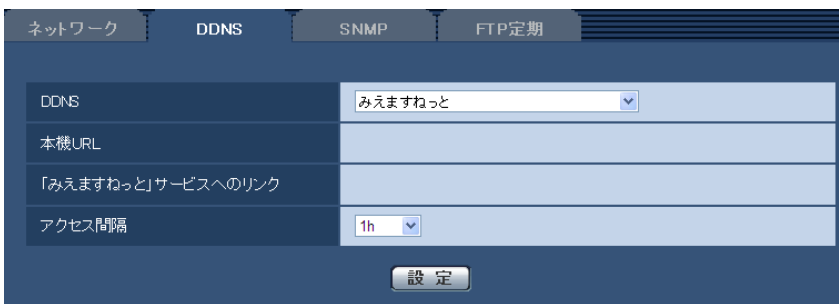 ネットワーク DDNS SNMP FTP定期
DDNS みえますねっと
本機URL
「みえますねっと」サービスへのリンク
アクセス間隔 1h
設 定